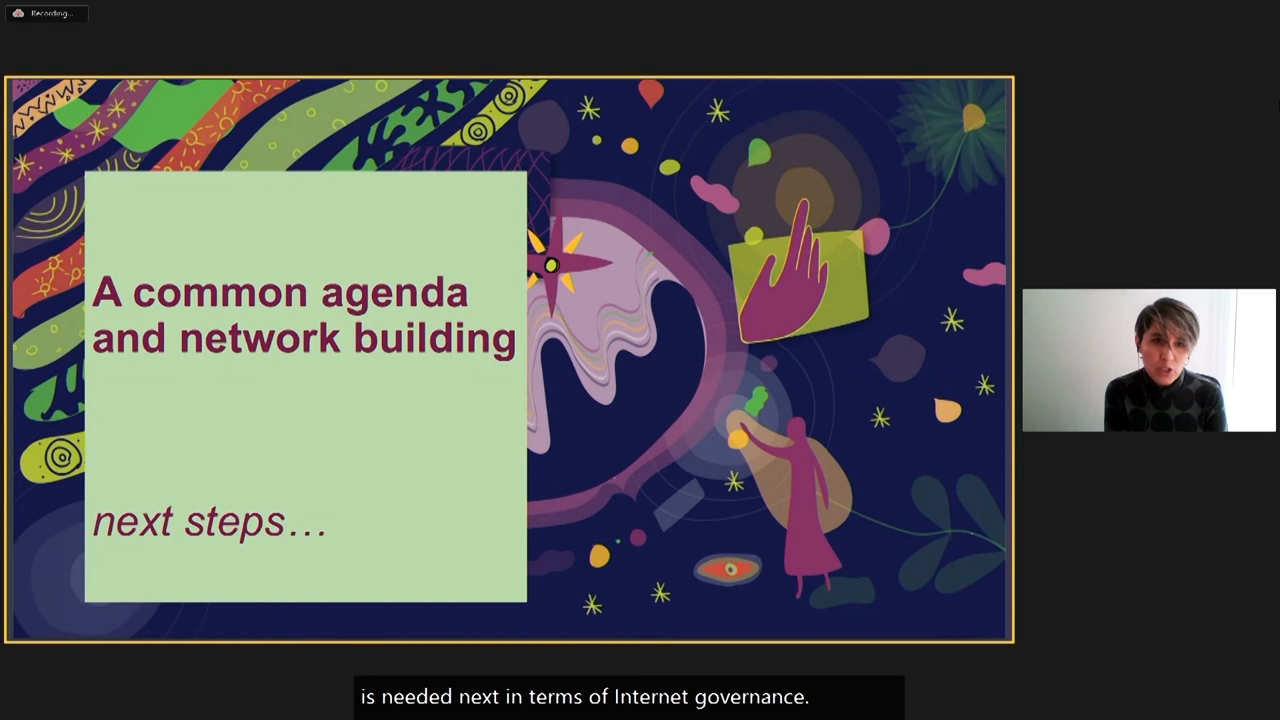 Recording...
A common agenda
and network building
next steps...
is needed next in terms of Internet governance.